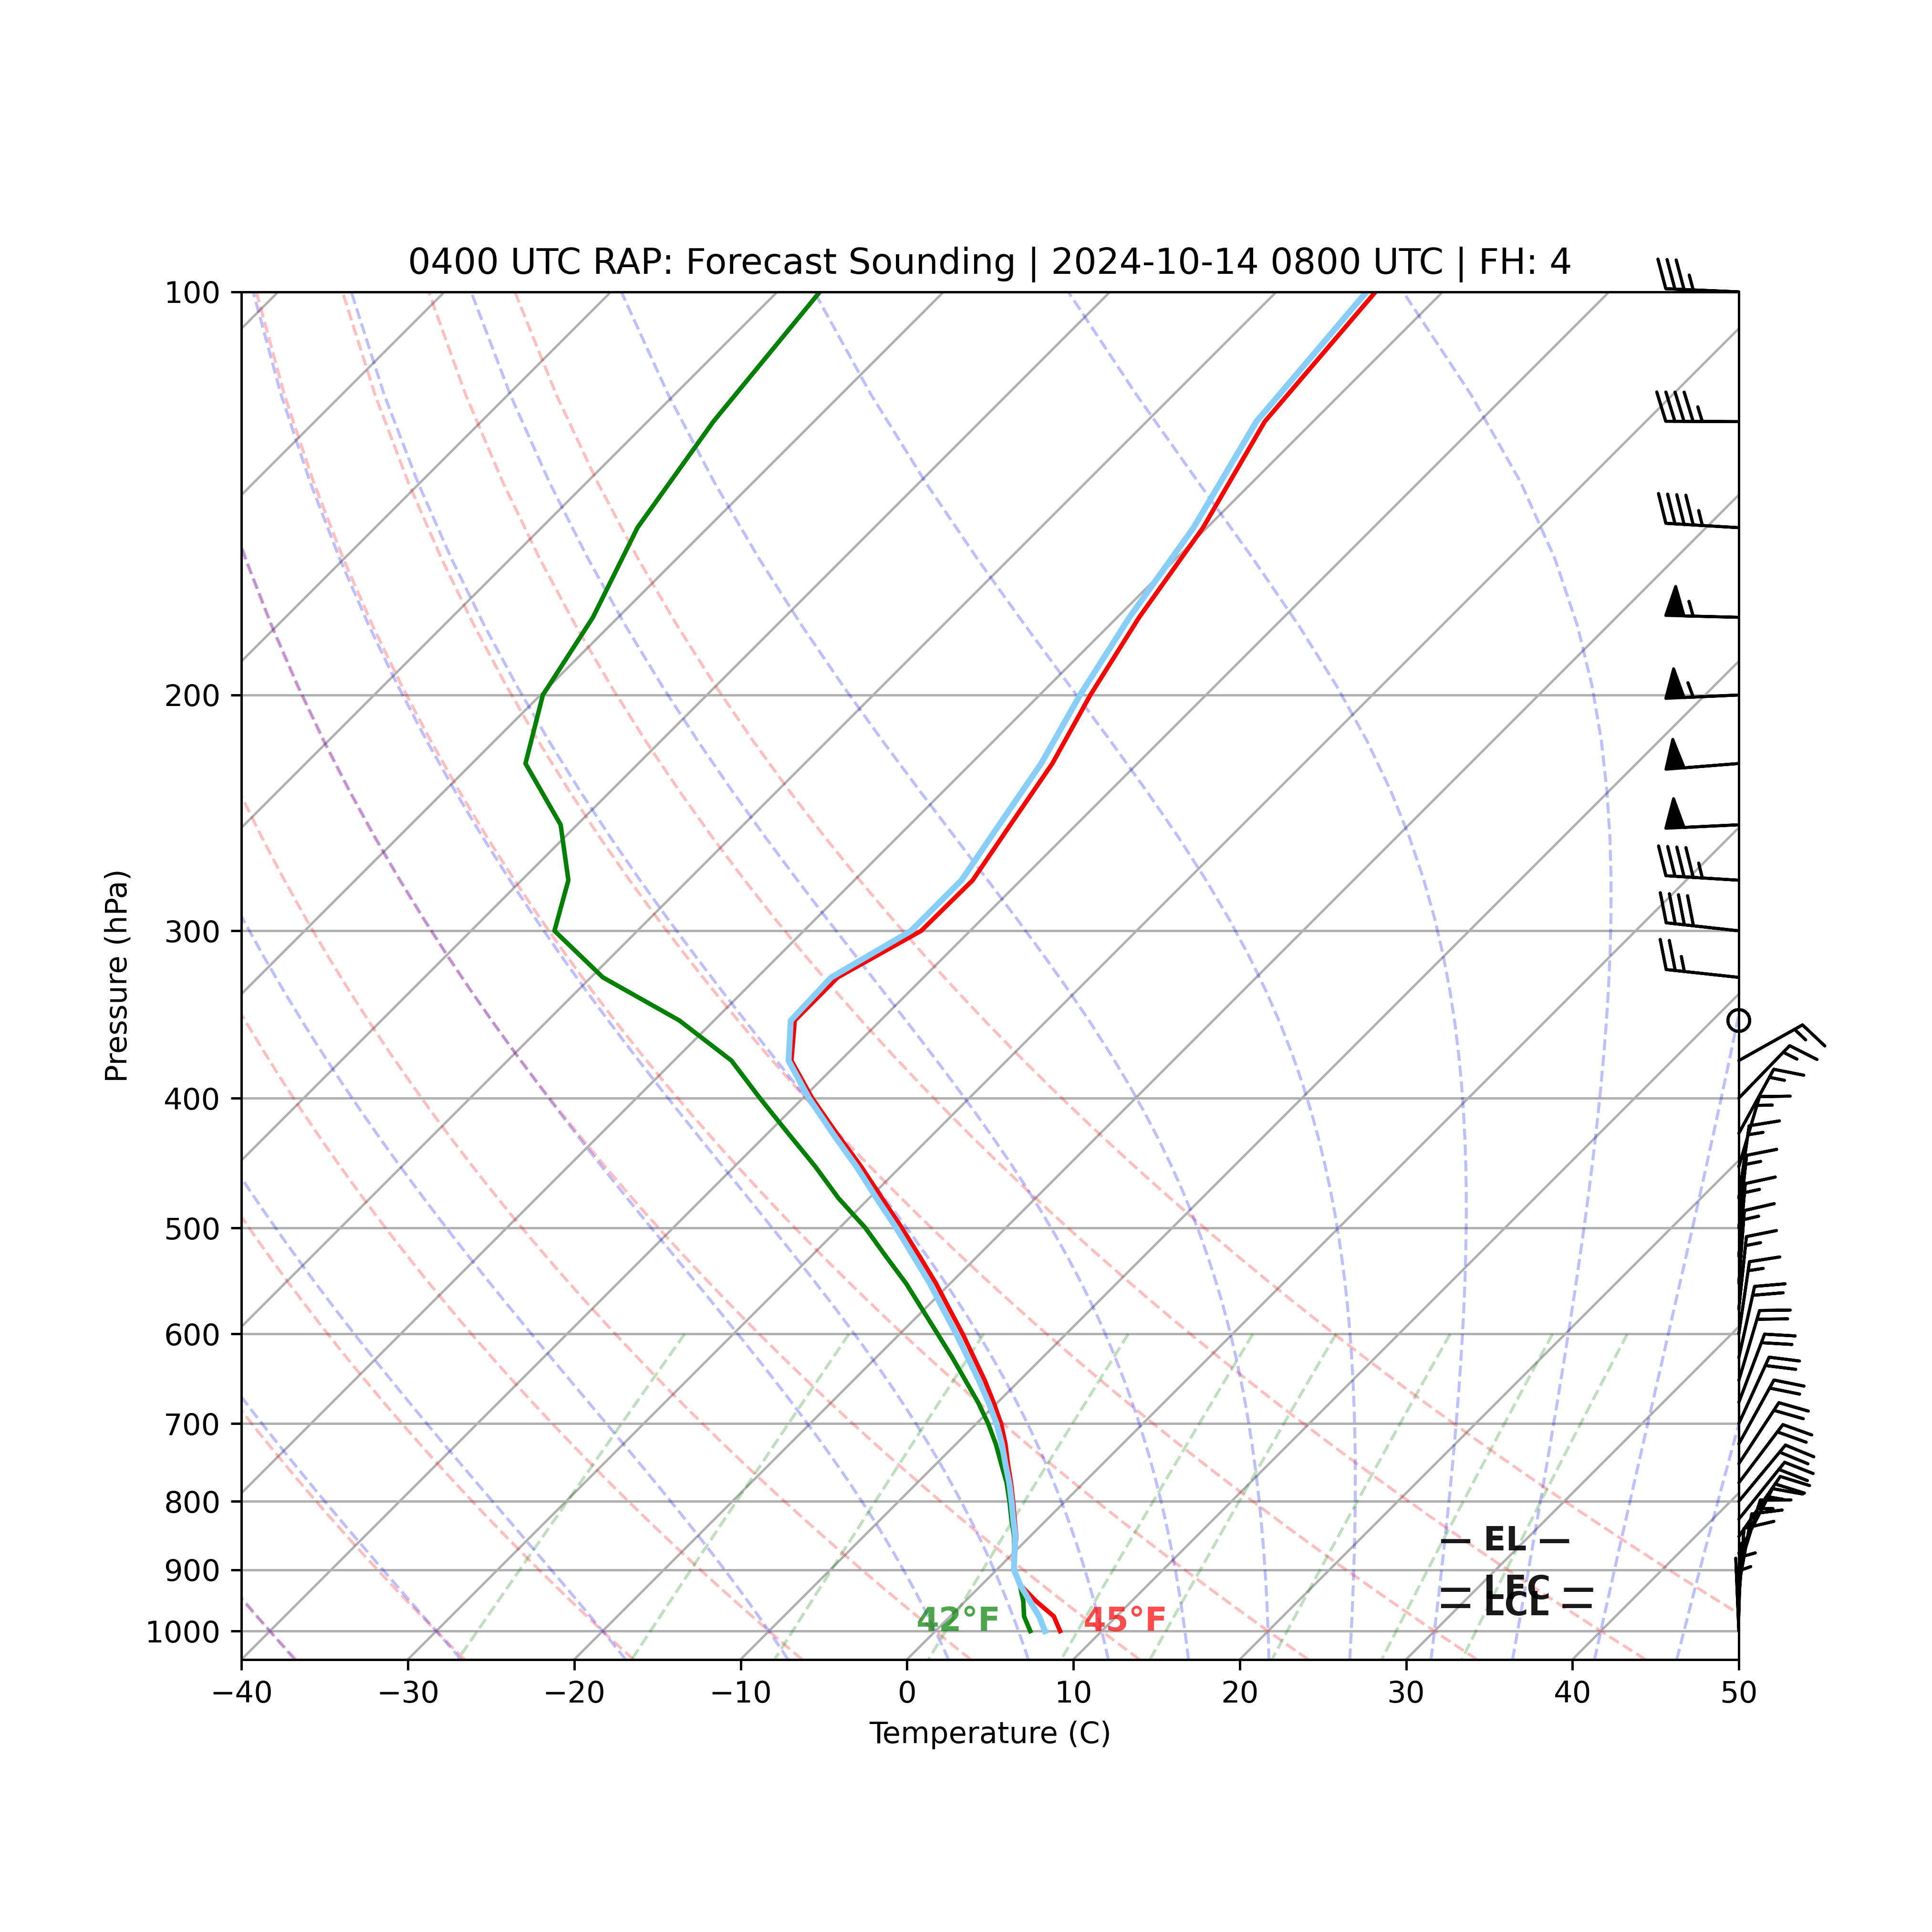 0400 UTC RAP: Forecast Sounding | 2024-10-14 0800 UTC | FH: 4
100
200
300
400
500
600
700
800
900
1000
Pressure (hPa)
— EL —
— LFC —
— LCL —
42°F
45°F
−40
−30
−20
−10
0
10
20
30
40
50
Temperature (C)